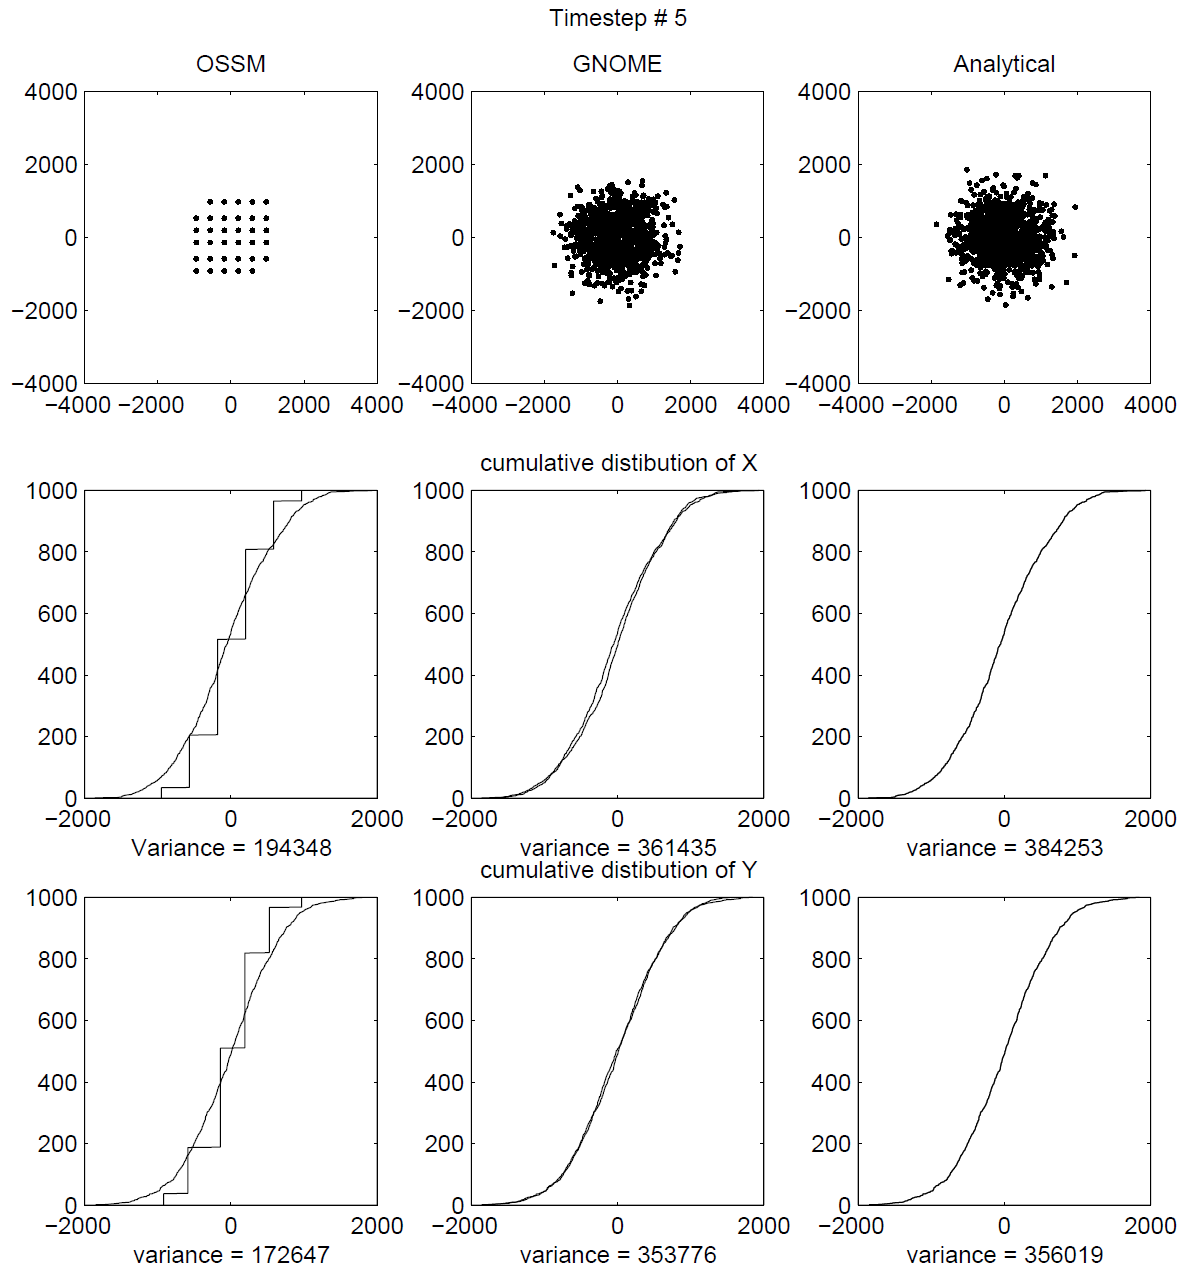 Timestep # 5
OSSM GNOME Analytical
4000 4000 4000
2000 2000 2000
0 0 0
−2000 −2000 −2000
−4000 −4000 −4000
−4000 −2000 0 2000 4000 −4000 −2000 0 2000 4000 −4000 −2000 0 2000 4000
cumulative distibution of X
1000 1000 1000
800 800 800
600 600 600
400 400 400
200 200 200
0 0 0
−2000 0 2000 −2000 0 2000 −2000 0 2000
Variance = 194348 variance = 361435 variance = 384253
cumulative distibution of Y
1000 1000 1000
800 800 800
600 600 600
400 400 400
200 200 200
0 0 0
−2000 0 2000 −2000 0 2000 −2000 0 2000
variance = 172647 variance = 353776 variance = 356019